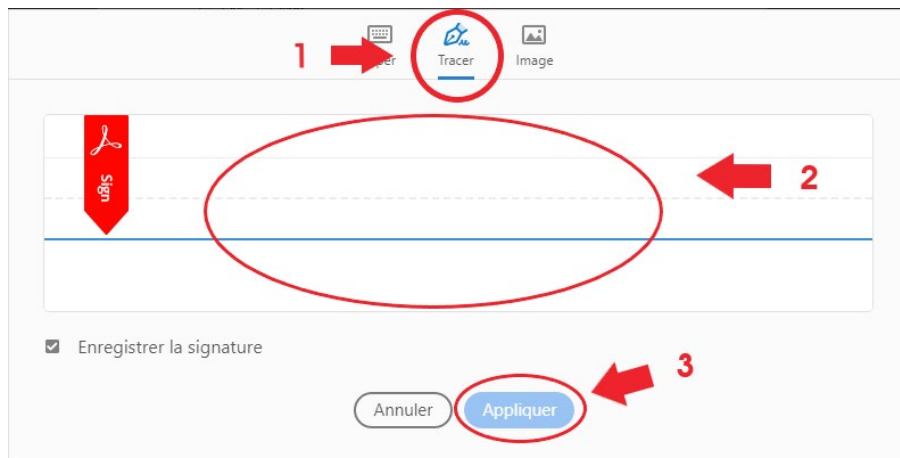 1
Tracer
Image
Sign
2
Enregistrer la signature
3
Annuler
Appliquer